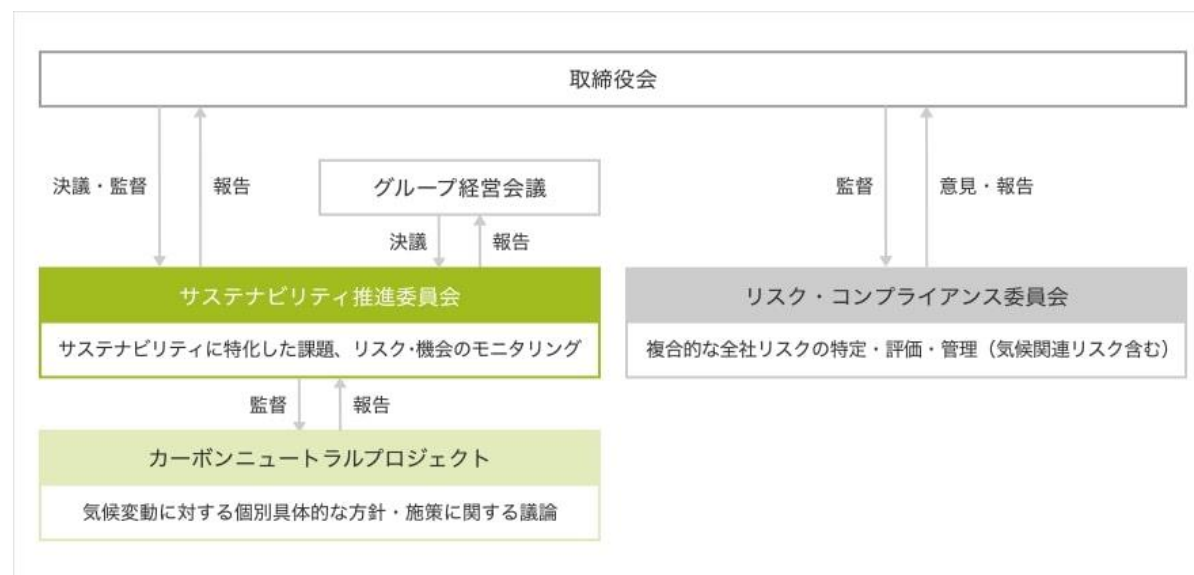 取締役会
決議・監督
報告
グループ経営会議
監督
意見・報告
決議
報告
サステナビリティ推進委員会
サステナビリティに特化した課題、リスク・機会のモニタリング
リスク・コンプライアンス委員会
複合的な全社リスクの特定・評価・管理（気候関連リスク含む）
監督
報告
カーボンニュートラルプロジェクト
気候変動に対する個別具体的な方針・施策に関する議論